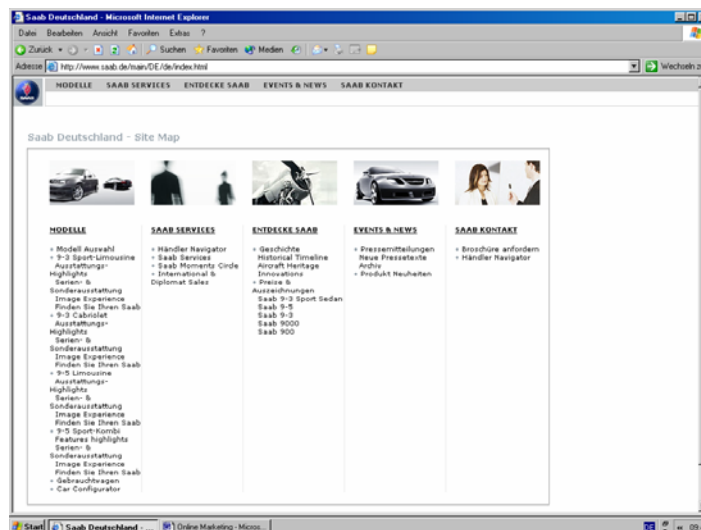 Saab Deutschland - Microsoft Internet Explorer
Datei Bearbeiten Ansicht Favoriten Extras ?
Zurück Suchen Favoriten Medien
Adresse http://www.saab.de/main/DE/de/index.html Wechseln z
MODELLE SAAB SERVICES ENTDECKE SAAB EVENTS & NEWS SAAB KONTAKT
Saab Deutschland - Site Map
MODELLE
Modell Auswahl
9-3 Sport-Limousine
Ausstattungs-
Highlights
Serien- &
Sonderausstattung
Image Experience
Finden Sie Ihren Saab
9-3 Cabriolet
Ausstattungs-
Highlights
Serien- &
Sonderausstattung
Image Experience
Finden Sie Ihren Saab
9-5 Limousine
Ausstattungs-
Highlights
Serien- &
Sonderausstattung
Image Experience
Finden Sie Ihren Saab
9-5 Sport-Kombi
Features highlights
Serien- &
Sonderausstattung
Image Experience
Finden Sie Ihren Saab
Gebrauchtwagen
Car Configurator
SAAB SERVICES
Händler Navigator
Saab Services
Saab Moments Circle
International &
Diplomat Sales
ENTDECKE SAAB
Geschichte
Historical Timeline
Aircraft Heritage
Innovations
Preise &
Auszeichnungen
Saab 9-3 Sport Sedan
Saab 9-5
Saab 9-3
Saab 9000
Saab 900
EVENTS & NEWS
Pressemitteilungen
Neue Pressetexte
Archiv
Produkt Neuheiten
SAAB KONTAKT
Broschüre anfordern
Händler Navigator
Start Saab Deutschland - ... Online Marketing - Micros... DE « 09: